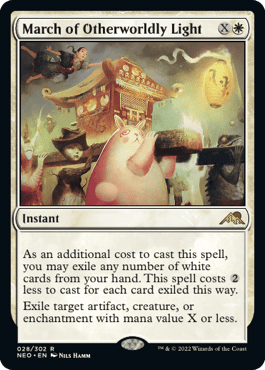 March of Otherworldly Light X
Instant
As an additional cost to cast this spell,
you may exile any number of white
cards from your hand. This spell costs 2
less to cast for each card exiled this way.
Exile target artifact, creature, or
enchantment with mana value X or less.
028/302 R
NEO • EN Nils Hamm
™ & © 2022 Wizards of the Coast